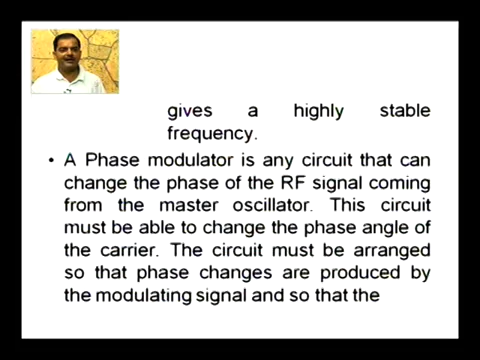 gives a highly stable
frequency.
• A Phase modulator is any circuit that can
change the phase of the RF signal coming
from the master oscillator. This circuit
must be able to change the phase angle of
the carrier. The circuit must be arranged
so that phase changes are produced by
the modulating signal and so that the